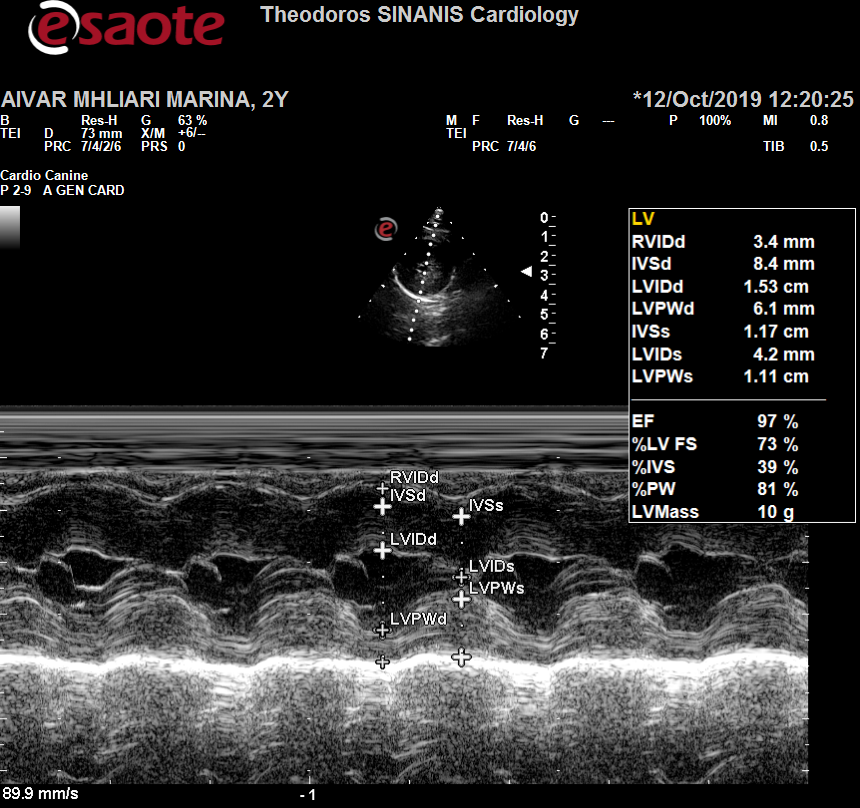 esaote
Theodoros SINANIS Cardiology
AIVAR MHLIARI MARINA, 2Y
*12/Oct/2019 12:20:25
B Res-H G 63 %
TEI D 73 mm X/M +6/--
PRC 7/4/2/6 PRS 0
M F Res-H G --- P 100% MI 0.8
TEI
PRC 7/4/6 TIB 0.5
Cardio Canine
P 2-9 A GEN CARD
e
0-
1-
2-
3-
4-
5-
6-
7
LV
RVIDd 3.4 mm
IVSd 8.4 mm
LVIDd 1.53 cm
LVPWd 6.1 mm
IVSs 1.17 cm
LVIDs 4.2 mm
LVPWs 1.11 cm
EF 97 %
%LV FS 73 %
%IVS 39 %
%PW 81 %
LVMass 10 g
RVIDd
IVSd
IVSs
LVIDd
LVIDs
LVPWs
LVPWd
89.9 mm/s
-1